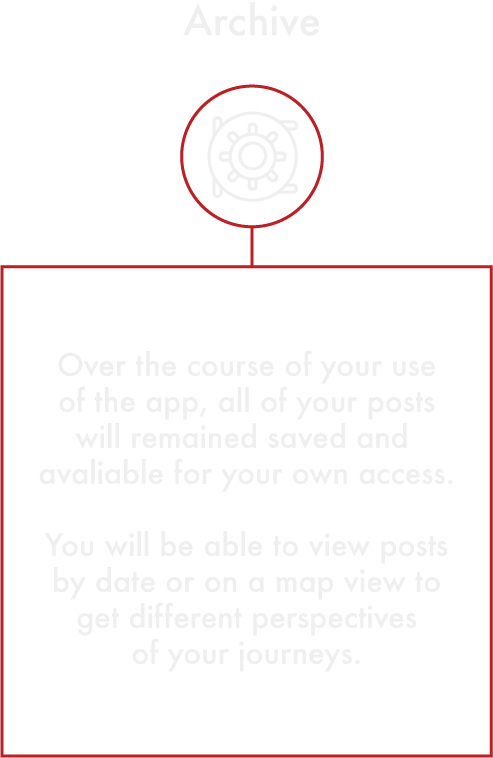 Archive
Over the course of your use
of the app, all of your posts
will remained saved and
avaliable for your own access.
You will be able to view posts
by date or on a map view to
get different perspectives
of your journeys.